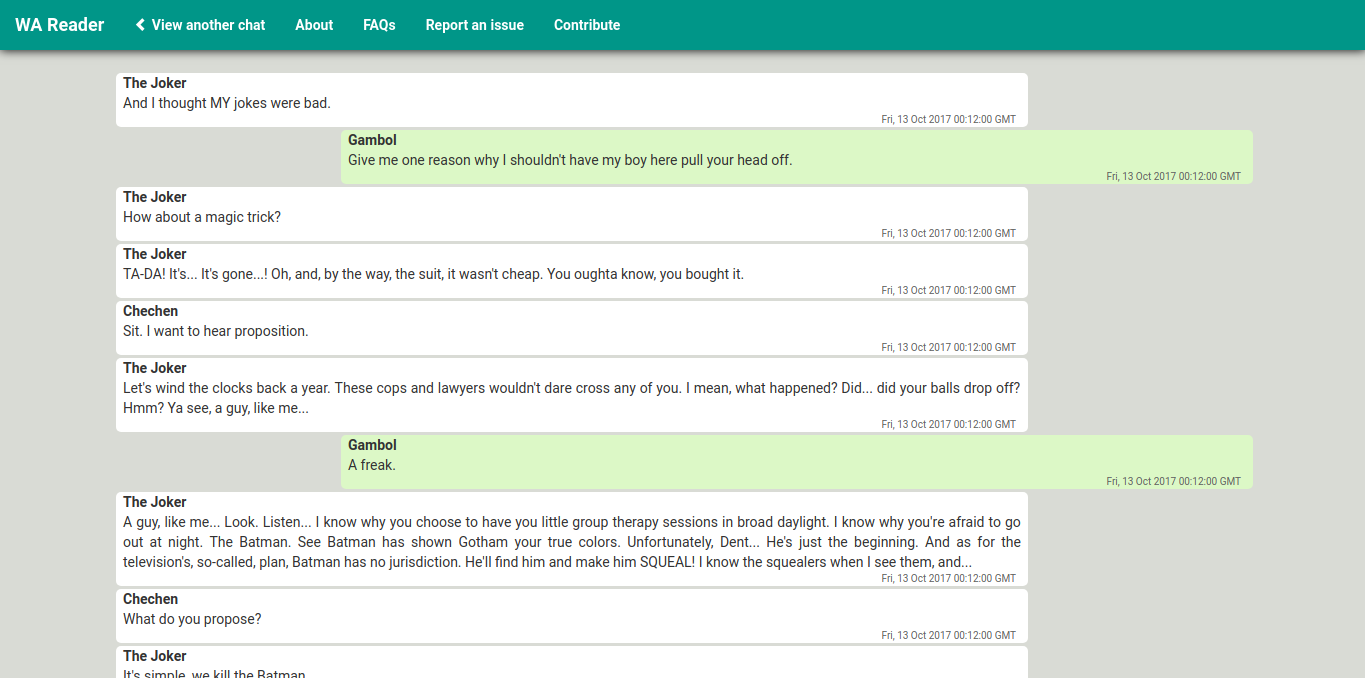 WA Reader View another chat About FAQs Report an issue Contribute
The Joker
And I thought MY jokes were bad.
Fri, 13 Oct 2017 00:12:00 GMT
Gambol
Give me one reason why I shouldn't have my boy here pull your head off.
Fri, 13 Oct 2017 00:12:00 GMT
The Joker
How about a magic trick?
Fri, 13 Oct 2017 00:12:00 GMT
The Joker
TA-DA! It's... It's gone...! Oh, and, by the way, the suit, it wasn't cheap. You oughta know, you bought it.
Fri, 13 Oct 2017 00:12:00 GMT
Chechen
Sit. I want to hear proposition.
Fri, 13 Oct 2017 00:12:00 GMT
The Joker
Let's wind the clocks back a year. These cops and lawyers wouldn't dare cross any of you. I mean, what happened? Did... did your balls drop off?
Hmm? Ya see, a guy, like me...
Fri, 13 Oct 2017 00:12:00 GMT
Gambol
A freak.
Fri, 13 Oct 2017 00:12:00 GMT
The Joker
A guy, like me... Look. Listen... I know why you choose to have you little group therapy sessions in broad daylight. I know why you're afraid to go
out at night. The Batman. See Batman has shown Gotham your true colors. Unfortunately, Dent... He's just the beginning. And as for the
television's, so-called, plan, Batman has no jurisdiction. He'll find him and make him SQUEAL! I know the squealers when I see them, and...
Fri, 13 Oct 2017 00:12:00 GMT
Chechen
What do you propose?
Fri, 13 Oct 2017 00:12:00 GMT
The Joker
It's simple, we kill the Batman